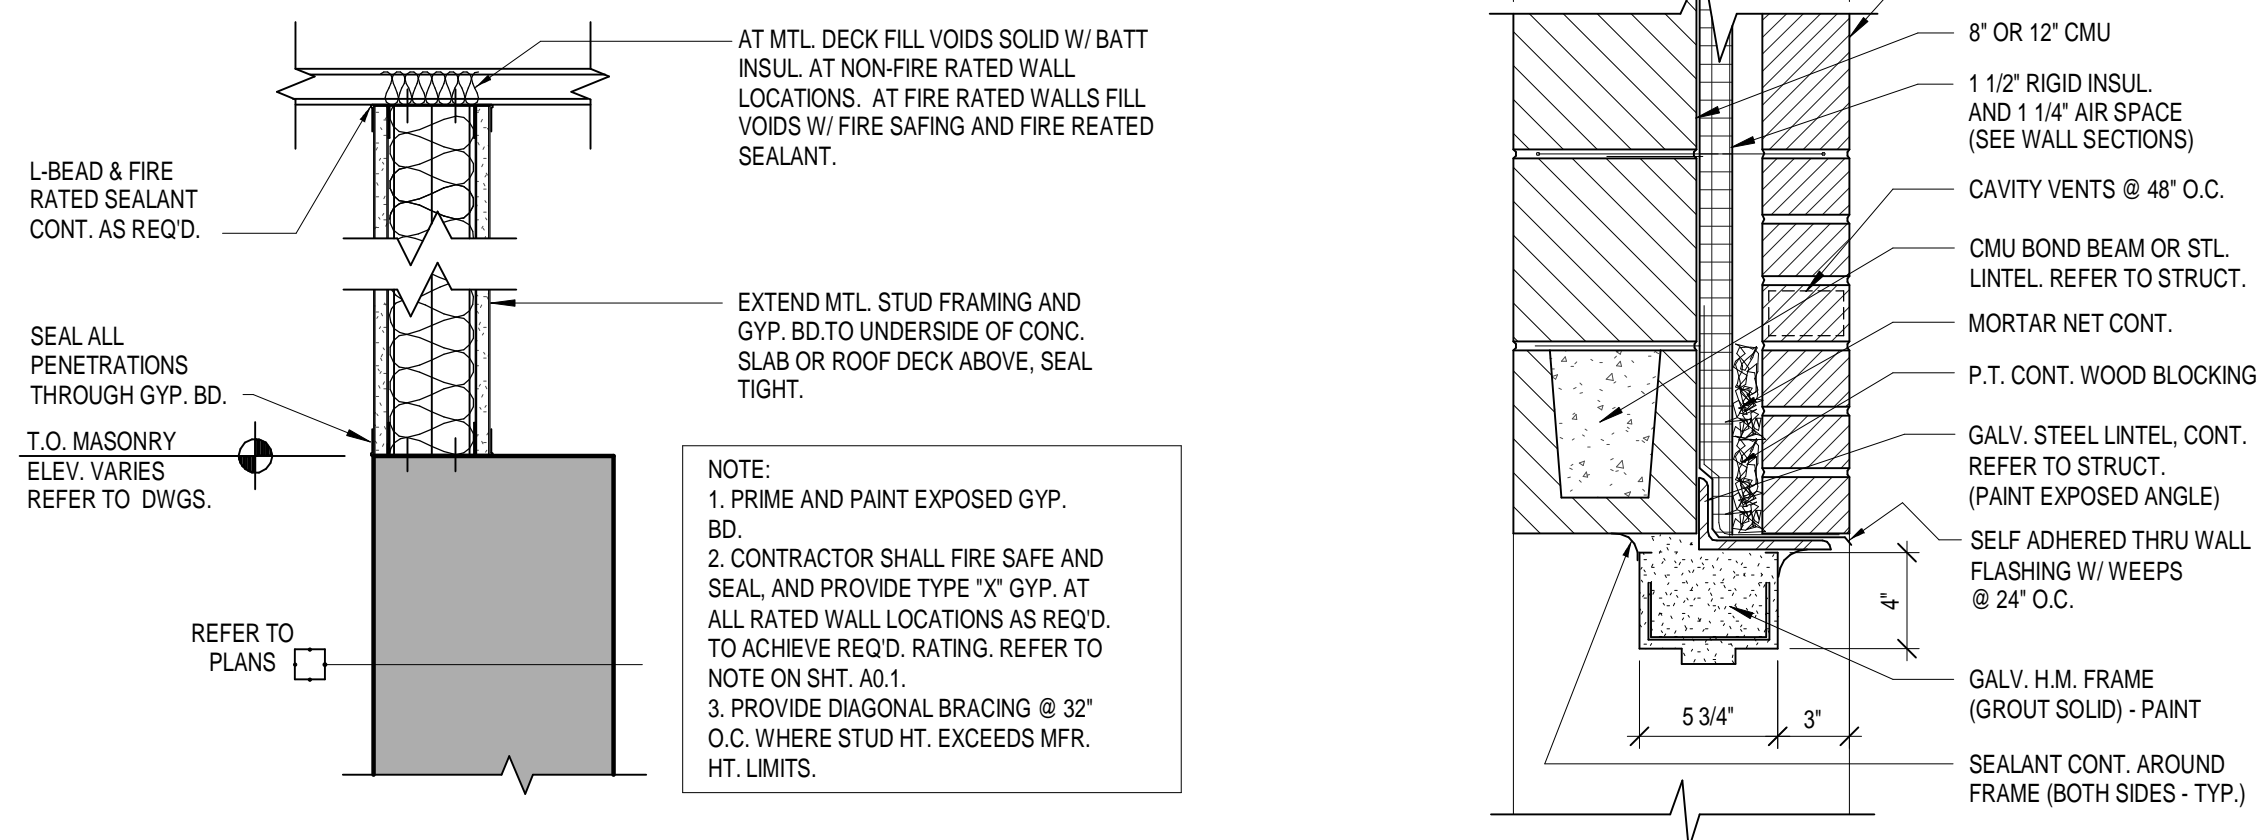 AT MTL. DECK FILL VOIDS SOLID W/ BATT
INSUL. AT NON-FIRE RATED WALL
LOCATIONS. AT FIRE RATED WALLS FILL
VOIDS W/ FIRE SAFING AND FIRE REATED
SEALANT.
L-BEAD & FIRE
RATED SEALANT
CONT. AS REQ'D.
EXTEND MTL. STUD FRAMING AND
GYP. BD.TO UNDERSIDE OF CONC.
SLAB OR ROOF DECK ABOVE, SEAL
TIGHT.
SEAL ALL
PENETRATIONS
THROUGH GYP. BD.
T.O. MASONRY
ELEV. VARIES
REFER TO DWGS.
REFER TO
PLANS
NOTE:
1. PRIME AND PAINT EXPOSED GYP.
BD.
2. CONTRACTOR SHALL FIRE SAFE AND
SEAL, AND PROVIDE TYPE "X" GYP. AT
ALL RATED WALL LOCATIONS AS REQ'D.
TO ACHIEVE REQ'D. RATING. REFER TO
NOTE ON SHT. A0.1.
3. PROVIDE DIAGONAL BRACING @ 32"
O.C. WHERE STUD HT. EXCEEDS MFR.
HT. LIMITS.
8" OR 12" CMU
1 1/2" RIGID INSUL.
AND 1 1/4" AIR SPACE
(SEE WALL SECTIONS)
CAVITY VENTS @ 48" O.C.
CMU BOND BEAM OR STL.
LINTEL. REFER TO STRUCT.
MORTAR NET CONT.
P.T. CONT. WOOD BLOCKING
GALV. STEEL LINTEL, CONT.
REFER TO STRUCT.
(PAINT EXPOSED ANGLE)
SELF ADHERED THRU WALL
FLASHING W/ WEEPS
@ 24" O.C.
4"
GALV. H.M. FRAME
(GROUT SOLID) - PAINT
5 3/4"
3"
SEALANT CONT. AROUND
FRAME (BOTH SIDES - TYP.)